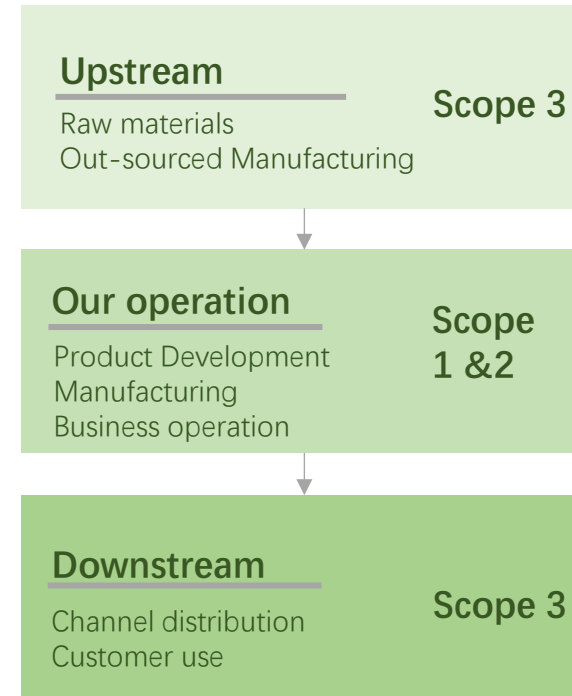 Upstream
Scope 3
Raw materials
Out-sourced Manufacturing
Our operation
Scope
1 &2
Product Development
Manufacturing
Business operation
Downstream
Scope 3
Channel distribution
Customer use